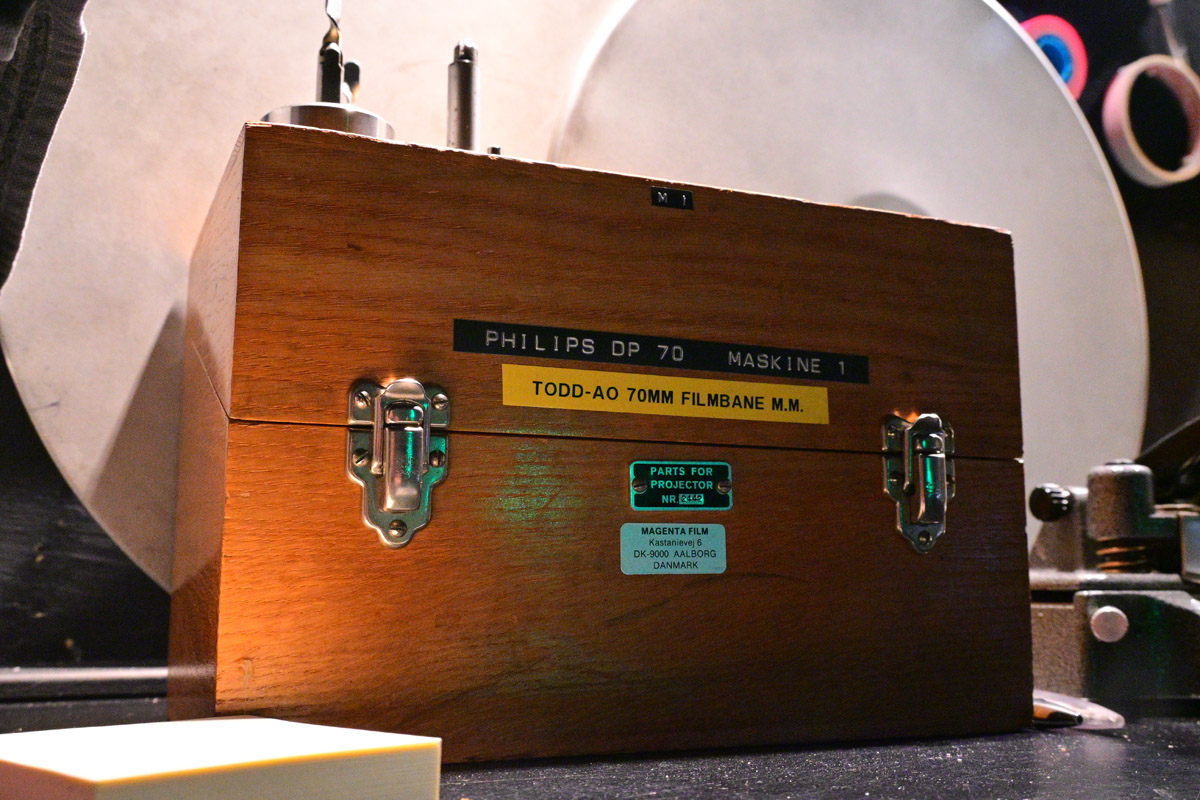 M 1
PHILIPS DP 70 MASKINE 1
TODD-AO 70MM FILMBANE M.M.
PARTS FOR
PROJECTOR
NR.
MAGENTA FILM
Kastanievej 6
DK-9000 AALBORG
DANMARK